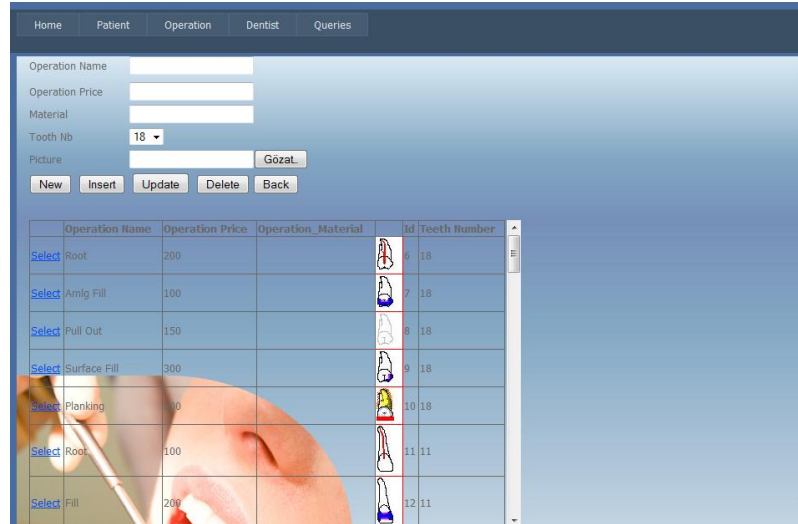 Home Patient Operation Dentist Queries
Operation Name
Operation Price
Material
Tooth Nb 18
Picture Gözat..
New Insert Update Delete Back
Operation Name Operation Price Operation_Material Id Teeth Number
Select Root 200 6 18
Select Amlg Fill 100 7 18
Select Pull Out 150 8 18
Select Surface Fill 300 9 18
Select Planking 10 18
Select Root 100 11 11
Select Fill 200 12 11